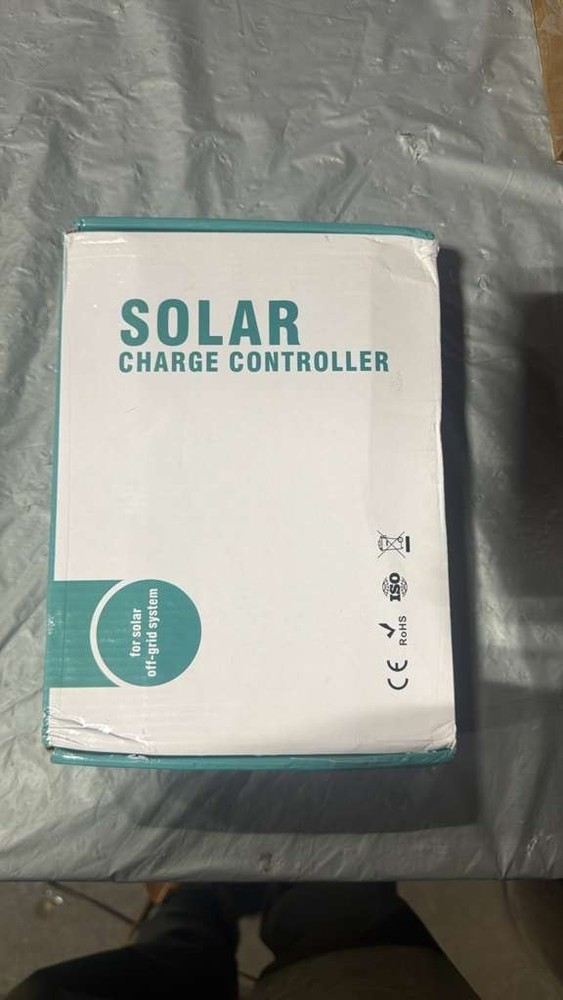 SOLAR
CHARGE CONTROLLER
for solar
off-grid system
ISO
RoHS
CE